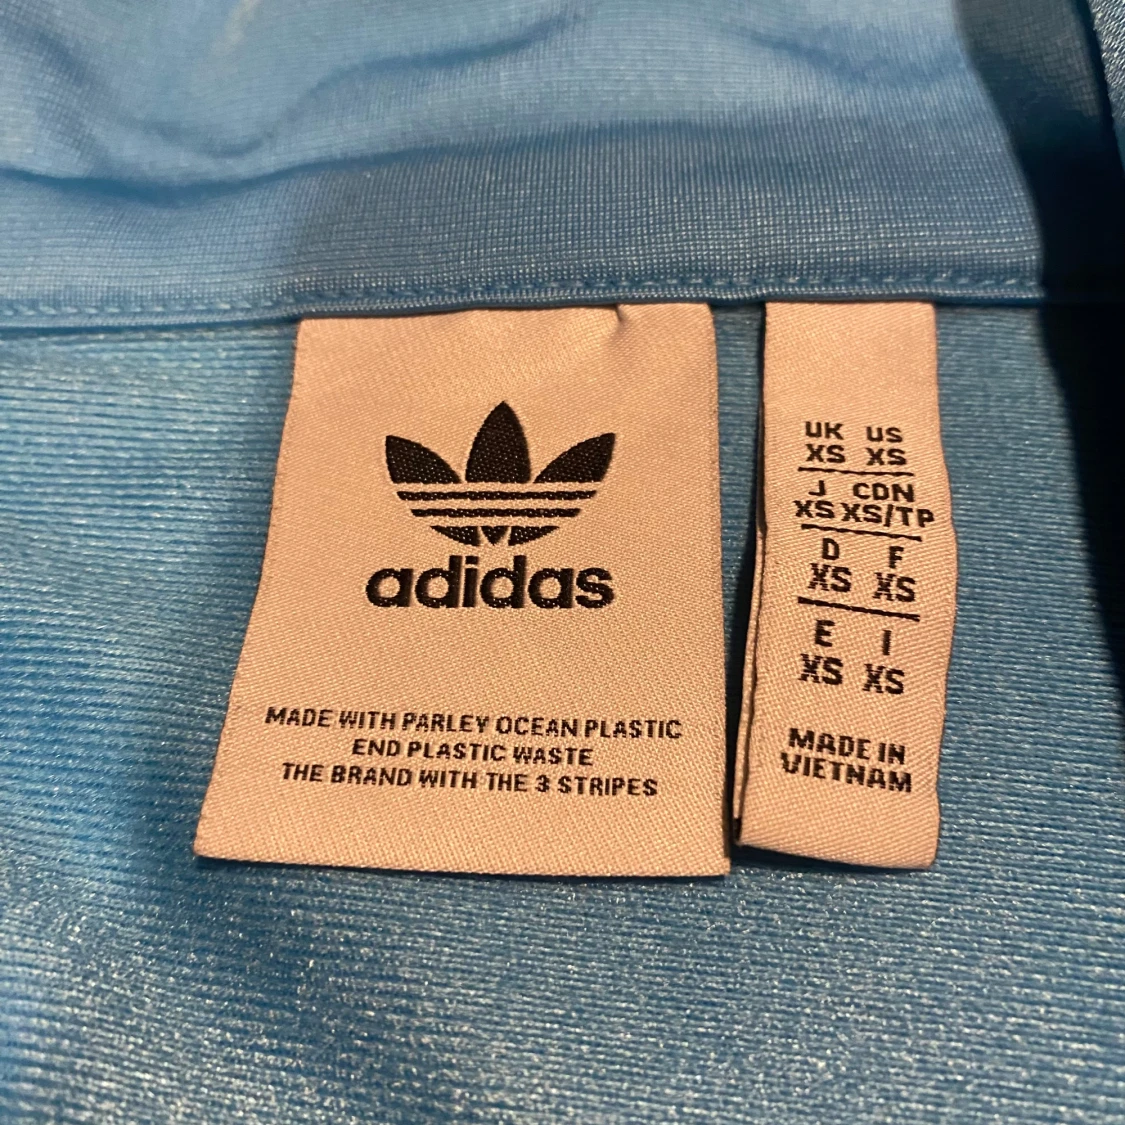 adidas
MADE WITH PARLEY OCEAN PLASTIC
END PLASTIC WASTE
THE BRAND WITH THE 3 STRIPES
UK US
XS XS
J CDN
XS XS/TP
D F
XS XS
E I
XS XS
MADE IN
VIETNAM